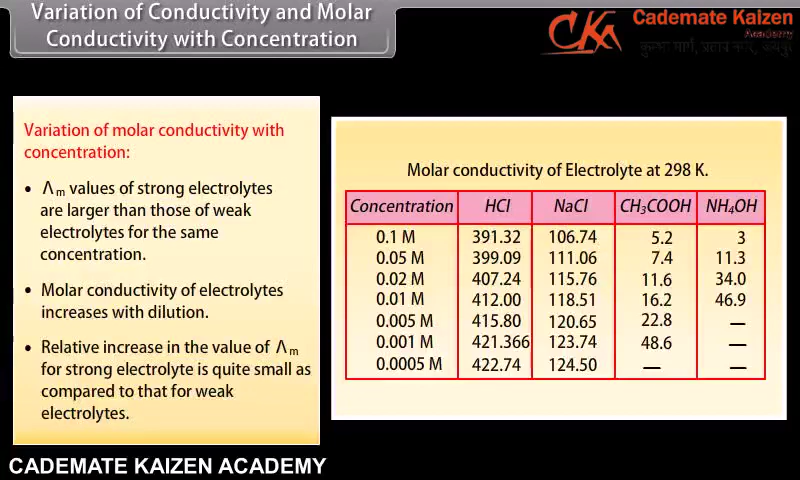 Variation of Conductivity and Molar
Conductivity with Concentration
CKA
Cademate Kaizen
Academy
Variation of molar conductivity with
concentration:
• Λm values of strong electrolytes
are larger than those of weak
electrolytes for the same
concentration.
• Molar conductivity of electrolytes
increases with dilution.
• Relative increase in the value of Λm
for strong electrolyte is quite small as
compared to that for weak
electrolytes.
Molar conductivity of Electrolyte at 298 K.
Concentration HCl NaCl CH₃COOH NH₄OH
0.1 M 391.32 106.74 5.2 3
0.05 M 399.09 111.06 7.4 11.3
0.02 M 407.24 115.76 11.6 34.0
0.01 M 412.00 118.51 16.2 46.9
0.005 M 415.80 120.65 22.8 —
0.001 M 421.366 123.74 48.6 —
0.0005 M 422.74 124.50 — —
CADEMATE KAIZEN ACADEMY